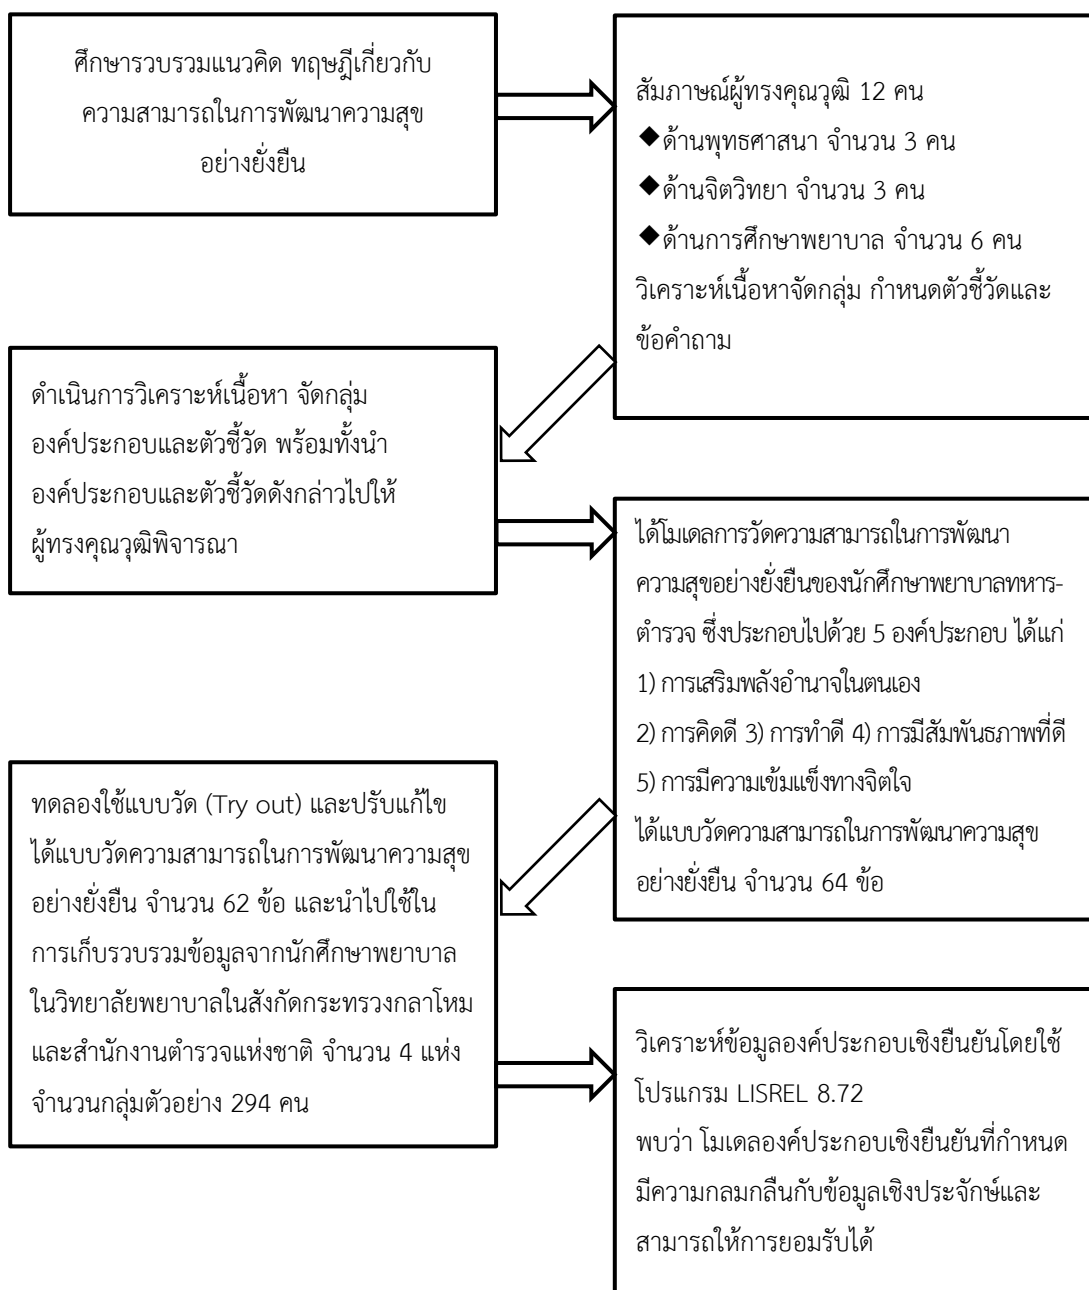 ศึกษารวบรวมแนวคิด ทฤษฎีเกี่ยวกับ
ความสามารถในการพัฒนาความสุข
อย่างยั่งยืน
สัมภาษณ์ผู้ทรงคุณวุฒิ 12 คน
◆ด้านพุทธศาสนา จำนวน 3 คน
◆ด้านจิตวิทยา จำนวน 3 คน
◆ด้านการศึกษาพยาบาล จำนวน 6 คน
วิเคราะห์เนื้อหาจัดกลุ่ม กำหนดตัวชี้วัดและ
ข้อคำถาม
ดำเนินการวิเคราะห์เนื้อหา จัดกลุ่ม
องค์ประกอบและตัวชี้วัด พร้อมทั้งนำ
องค์ประกอบและตัวชี้วัดดังกล่าวไปให้
ผู้ทรงคุณวุฒิพิจารณา
ได้โมเดลการวัดความสามารถในการพัฒนา
ความสุขอย่างยั่งยืนของนักศึกษาพยาบาลทหาร-
ตำรวจ ซึ่งประกอบไปด้วย 5 องค์ประกอบ ได้แก่
1) การเสริมพลังอำนาจในตนเอง
2) การคิดดี 3) การทำดี 4) การมีสัมพันธภาพที่ดี
5) การมีความเข้มแข็งทางจิตใจ
ได้แบบวัดความสามารถในการพัฒนาความสุข
อย่างยั่งยืน จำนวน 64 ข้อ
ทดลองใช้แบบวัด (Try out) และปรับแก้ไข
ได้แบบวัดความสามารถในการพัฒนาความสุข
อย่างยั่งยืน จำนวน 62 ข้อ และนำไปใช้ใน
การเก็บรวบรวมข้อมูลจากนักศึกษาพยาบาล
ในวิทยาลัยพยาบาลในสังกัดกระทรวงกลาโหม
และสำนักงานตำรวจแห่งชาติ จำนวน 4 แห่ง
จำนวนกลุ่มตัวอย่าง 294 คน
วิเคราะห์ข้อมูลองค์ประกอบเชิงยืนยันโดยใช้
โปรแกรม LISREL 8.72
พบว่า โมเดลองค์ประกอบเชิงยืนยันที่กำหนด
มีความกลมกลืนกับข้อมูลเชิงประจักษ์และ
สามารถให้การยอมรับได้